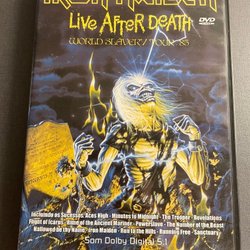 IRON MAIDEN
LIVE AFTER DEATH
DVD
WORLD SLAVERY TOUR '85
Incluindo os Sucessos: Aces High · Minutes to Midnight · The Trooper · Revelations
Flight of Icarus · Rime of the Ancient Mariner · Powerslave · The Number of the Beast
Hallowed be thy Name · Iron Maiden · Run to the Hills · Running Free · Sanctuary
Som Dolby Digital 5.1